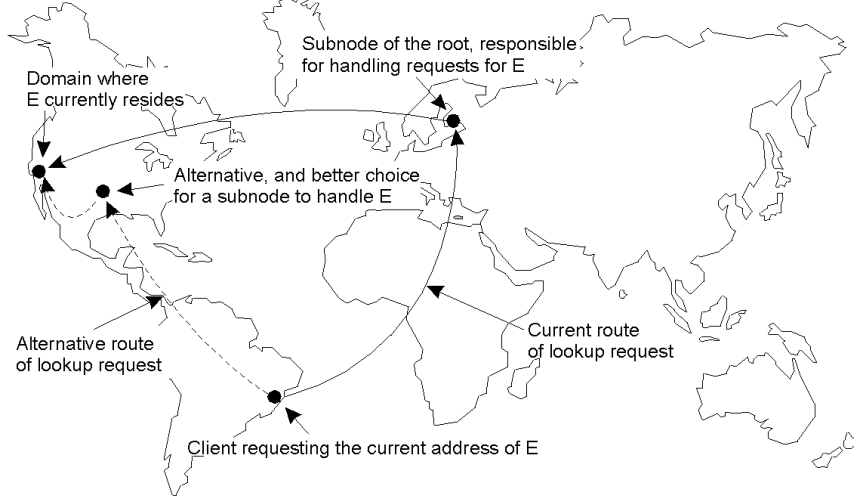 Subnode of the root, responsible
for handling requests for E
Domain where
E currently resides
Alternative, and better choice
for a subnode to handle E
Alternative route
of lookup request
Current route
of lookup request
Client requesting the current address of E